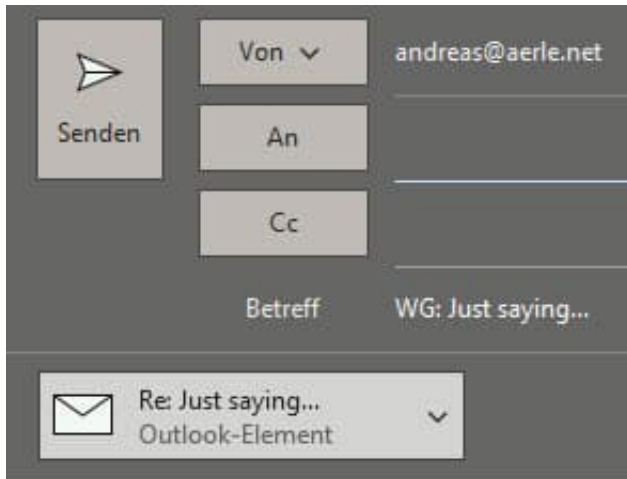 Senden
Von
andreas@aerle.net
An
Cc
Betreff
WG: Just saying...
Re: Just saying...
Outlook-Element